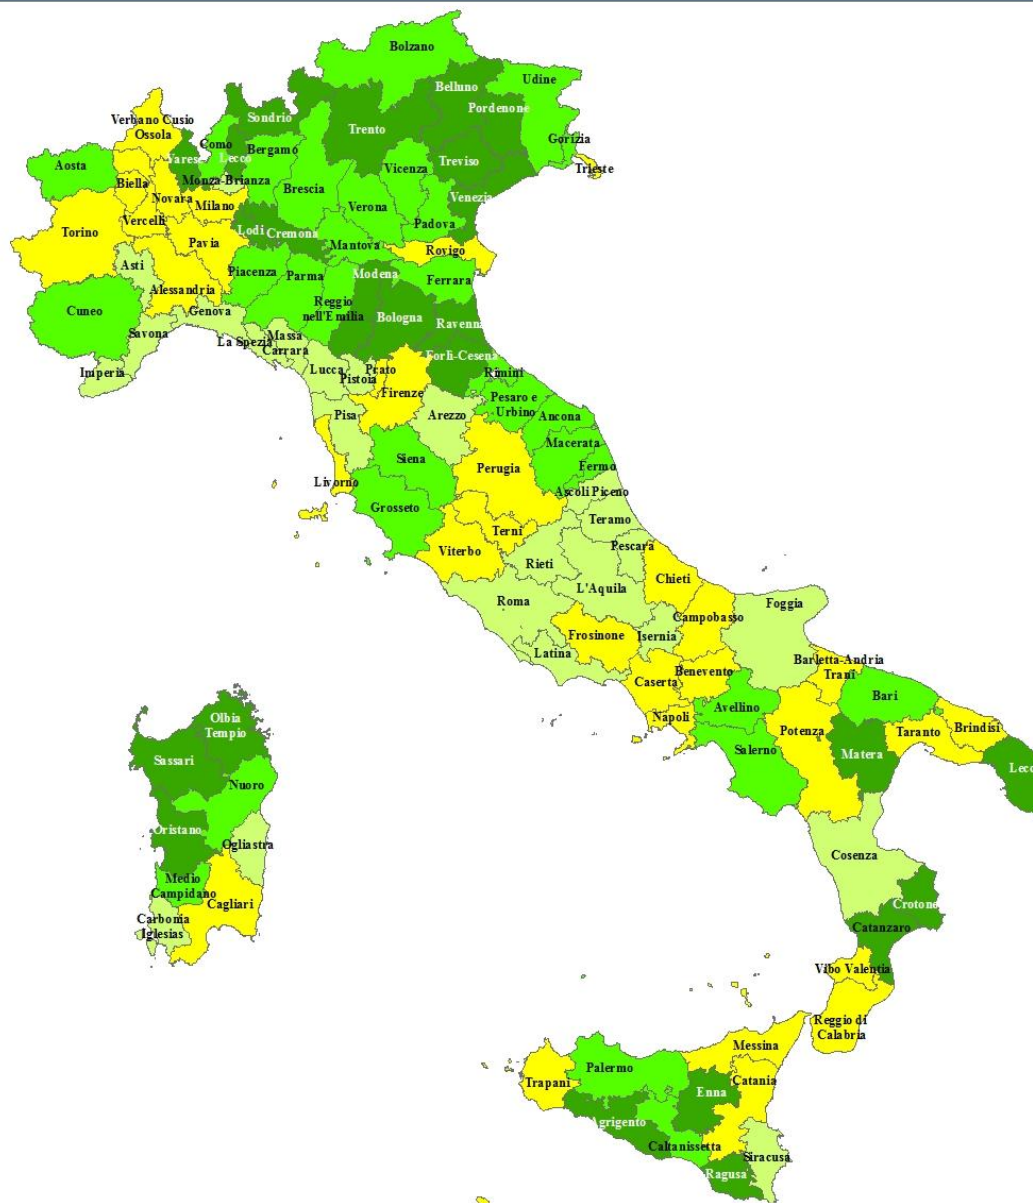 Bolzano
Udine
Belluno
Pordenone
Verbano Cusio
Ossola
Sondrio
Trento
Gorizia
Como
Bergamo
Varese
Lecco
Treviso
Vicenza
Trieste
Aosta
Biella
Monza-Brianza
Brescia
Venezia
Novara
Milano
Verona
Vercelli
Padova
Torino
Lodi
Cremona
Pavia
Mantova
Rovigo
Asti
Piacenza
Parma
Modena
Ferrara
Alessandria
Reggio
nell'Emilia
Cuneo
Genova
Bologna
Ravenna
Savona
La Spezia
Massa
Carrara
Forlì-Cesena
Imperia
Lucca
Prato
Pistoia
Rimini
Firenze
Pesaro e
Urbino
Pisa
Arezzo
Ancona
Macerata
Siena
Perugia
Fermo
Livorno
Ascoli Piceno
Grosseto
Teramo
Terni
Viterbo
Pescara
Rieti
Chieti
L'Aquila
Roma
Foggia
Campobasso
Frosinone
Isernia
Latina
Barletta-Andria
Trani
Benevento
Caserta
Bari
Avellino
Napoli
Olbia
Tempio
Potenza
Brindisi
Taranto
Salerno
Matera
Sassari
Lecc
Nuoro
Oristano
Ogliastra
Cosenza
Medio
Campidano
Cagliari
Crotone
Carbonia
Iglesias
Catanzaro
Vibo Valentia
Reggio di
Calabria
Messina
Palermo
Trapani
Catania
Enna
Agrigento
Caltanissetta
Siracusa
Ragusa